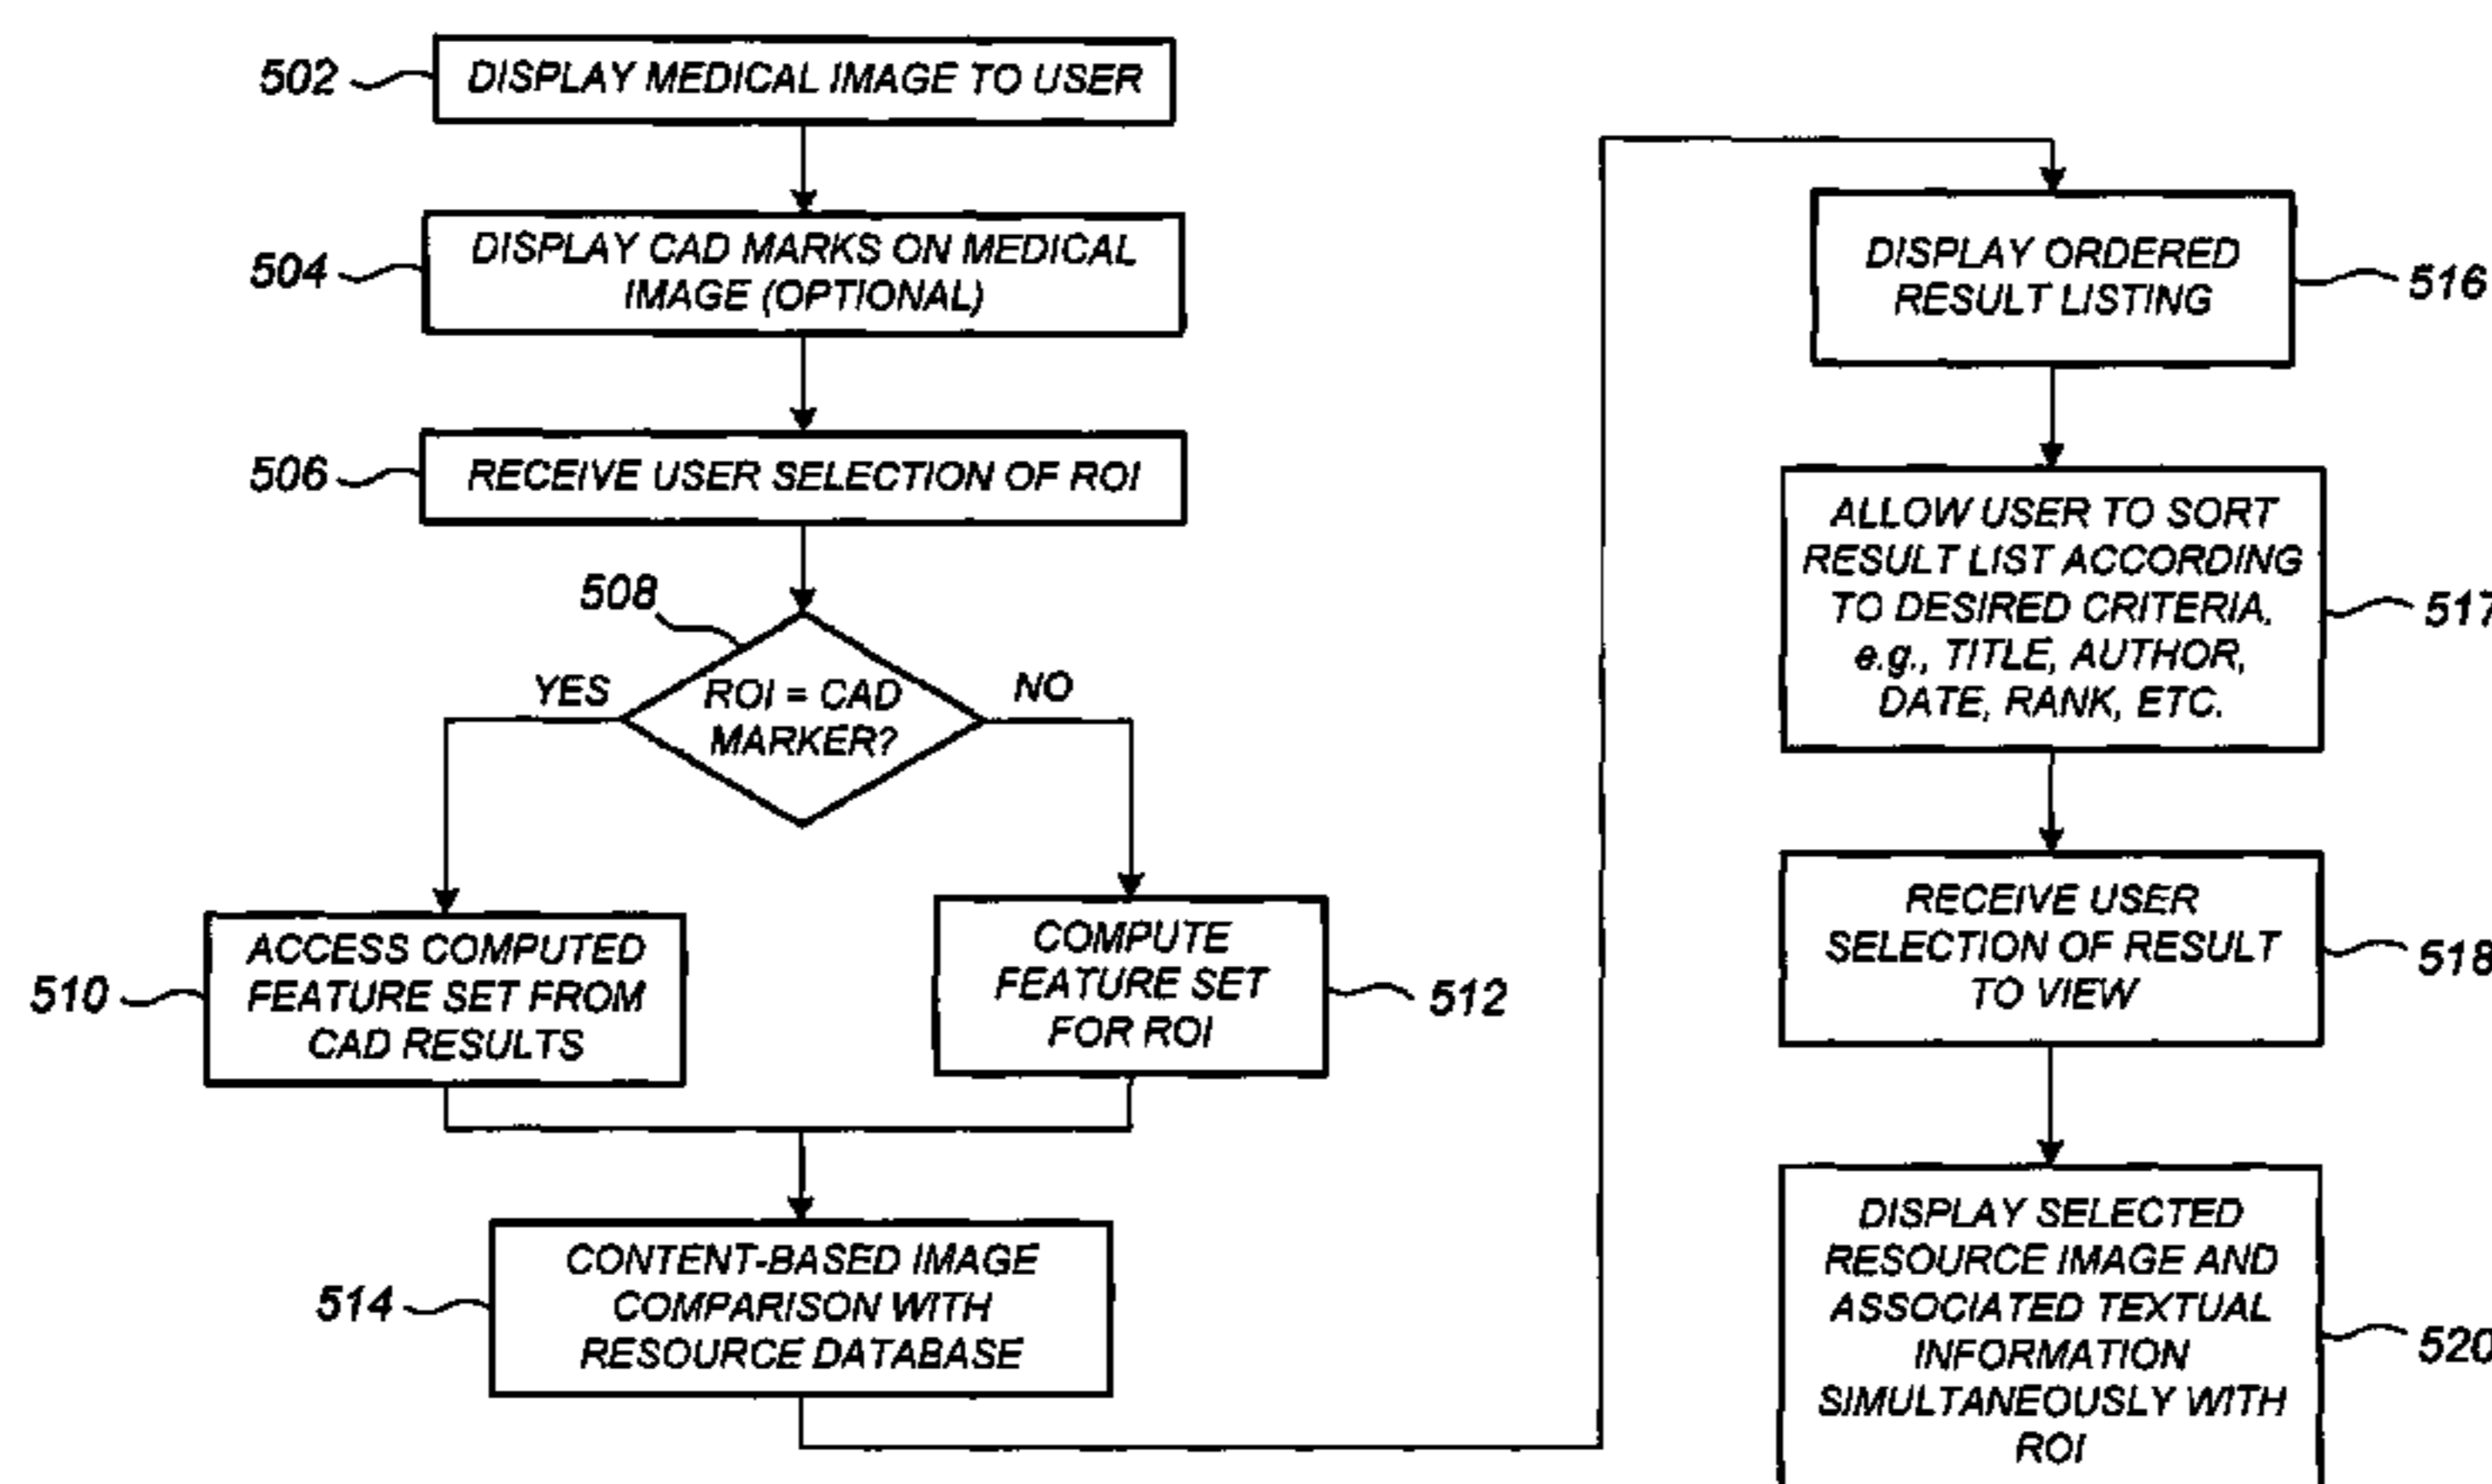 502
DISPLAY MEDICAL IMAGE TO USER
504
DISPLAY CAD MARKS ON MEDICAL
IMAGE (OPTIONAL)
506
RECEIVE USER SELECTION OF ROI
508
YES
ROI = CAD
MARKER?
NO
510
ACCESS COMPUTED
FEATURE SET FROM
CAD RESULTS
COMPUTE
FEATURE SET
FOR ROI
512
514
CONTENT-BASED IMAGE
COMPARISON WITH
RESOURCE DATABASE
DISPLAY ORDERED
RESULT LISTING
516
ALLOW USER TO SORT
RESULT LIST ACCORDING
TO DESIRED CRITERIA,
e.g., TITLE, AUTHOR,
DATE, RANK, ETC.
517
RECEIVE USER
SELECTION OF RESULT
TO VIEW
518
DISPLAY SELECTED
RESOURCE IMAGE AND
ASSOCIATED TEXTUAL
INFORMATION
SIMULTANEOUSLY WITH
ROI
520